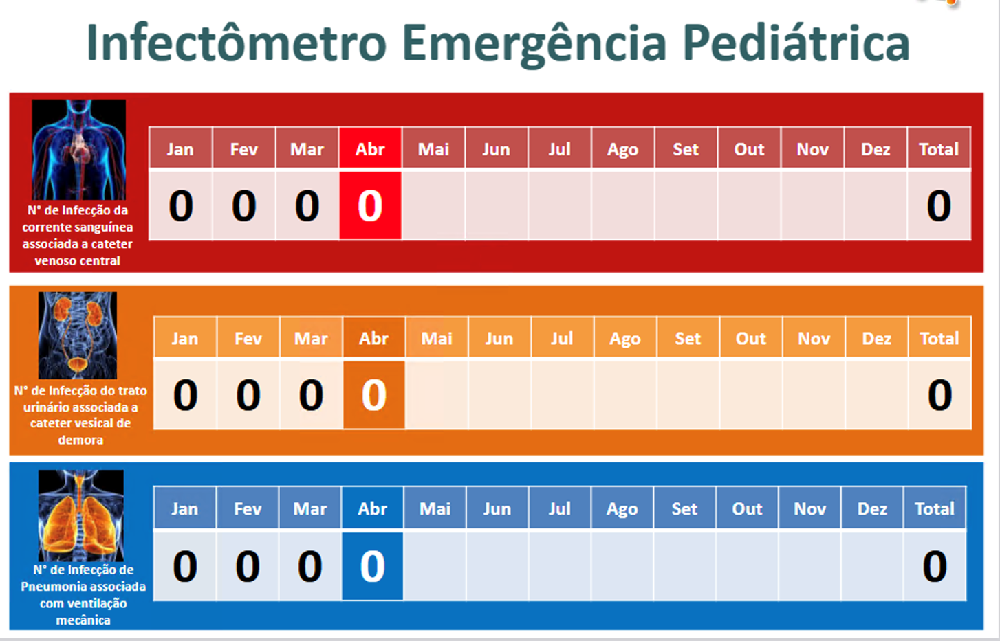 Infectômetro Emergência Pediátrica
Jan Fev Mar Abr Mai Jun Jul Ago Set Out Nov Dez Total
0 0 0 0 0
N° de Infecção da
corrente sanguínea
associada a cateter
venoso central
Jan Fev Mar Abr Mai Jun Jul Ago Set Out Nov Dez Total
0 0 0 0 0
N° de Infecção do trato
urinário associada a
cateter vesical de
demora
Jan Fev Mar Abr Mai Jun Jul Ago Set Out Nov Dez Total
0 0 0 0 0
N° de Infecção de
Pneumonia associada
com ventilação
mecânica